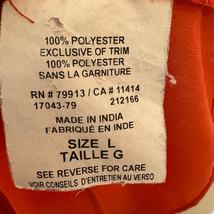 100% POLYESTER
EXCLUSIVE OF TRIM
100% POLYESTER
SANS LA GARNITURE
RN # 79913 / CA # 11414
17043-79 212166
MADE IN INDIA
FABRIQUÉ EN INDE
SIZE L
TAILLE G
SEE REVERSE FOR CARE
VOIR CONSEILS D'ENTRETIEN AU VERSO